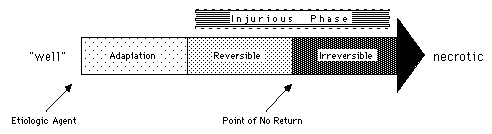 Injurious Phase
"well"
Adaptation
Reversible
Irreversible
necrotic
Etiologic Agent
Point of No Return